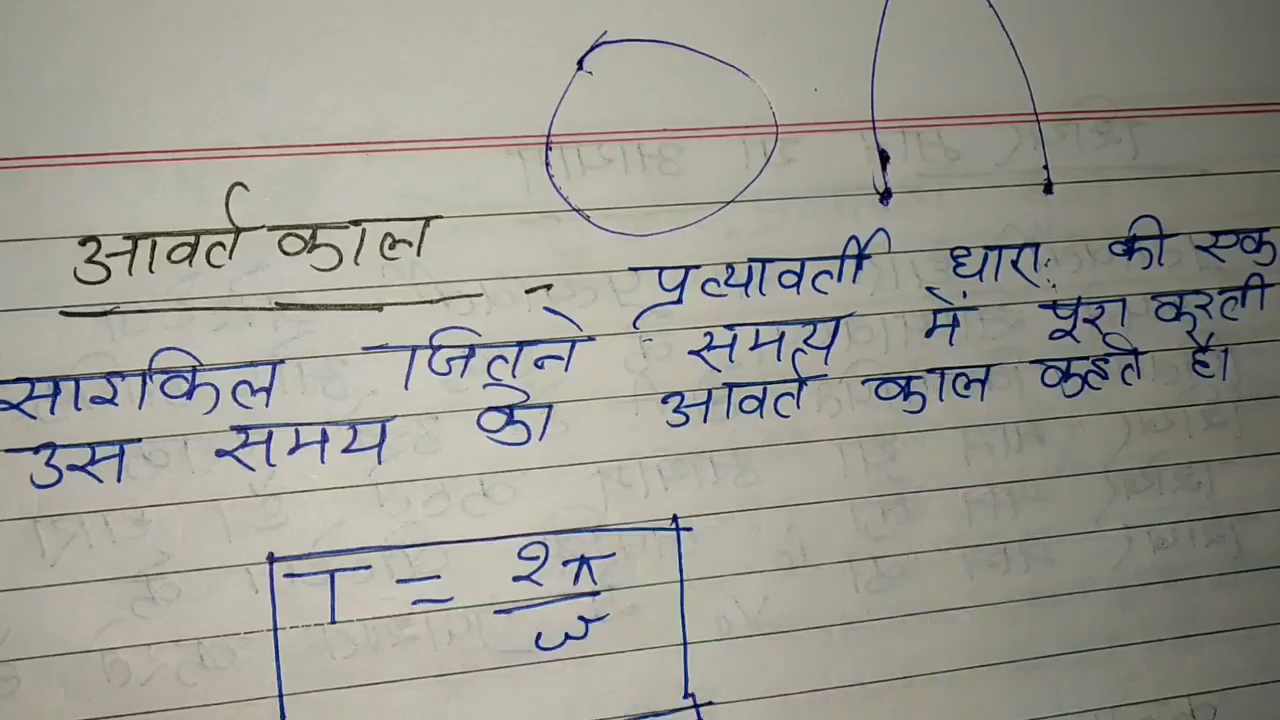 आवर्त काल - प्रत्यावर्ती धारा की एक
साइकिल जितने समय में पूरा करती
उस समय को आवर्त काल कहते है।
T = 2π/ω